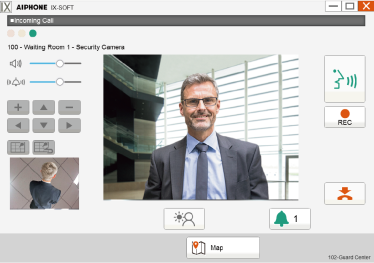 AIPHONE IX-SOFT
■Incoming Call
100 - Waiting Room 1 - Security Camera
REC
1
Map
102-Guard Center